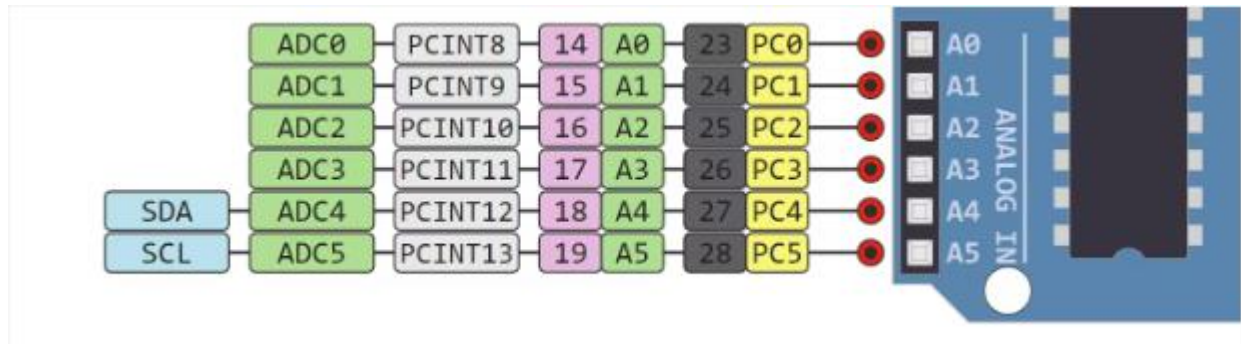 ADC0 PCINT8 14 A0 23 PC0 A0
ADC1 PCINT9 15 A1 24 PC1 A1
ADC2 PCINT10 16 A2 25 PC2 A2
ADC3 PCINT11 17 A3 26 PC3 A3
SDA ADC4 PCINT12 18 A4 27 PC4 A4
SCL ADC5 PCINT13 19 A5 28 PC5 A5
ANALOG IN